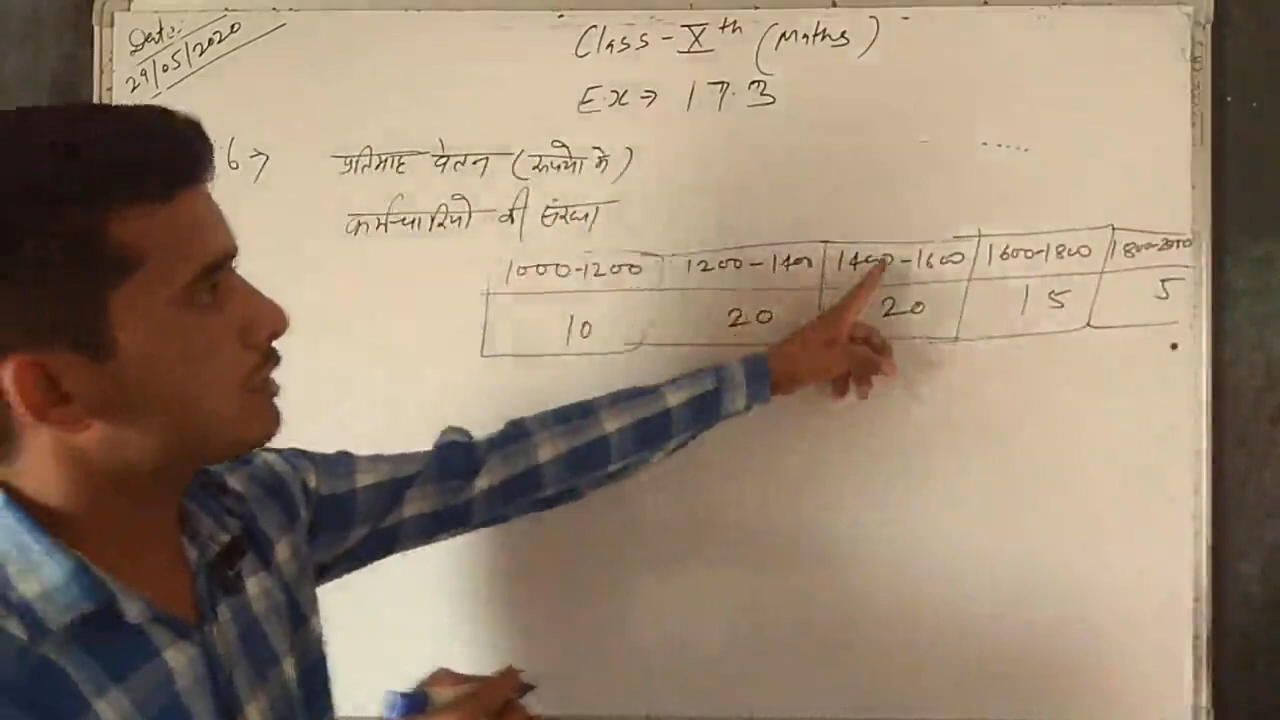 Date:
29/05/2020
Class - Xth (Maths)
Ex → 17.3
6 → प्रतिमाह वेतन (रूपयो मे)
कर्मचारियो की संख्या
1000-1200 1200-1400 1400-1600 1600-1800 1800-2000
10 20 20 15 5